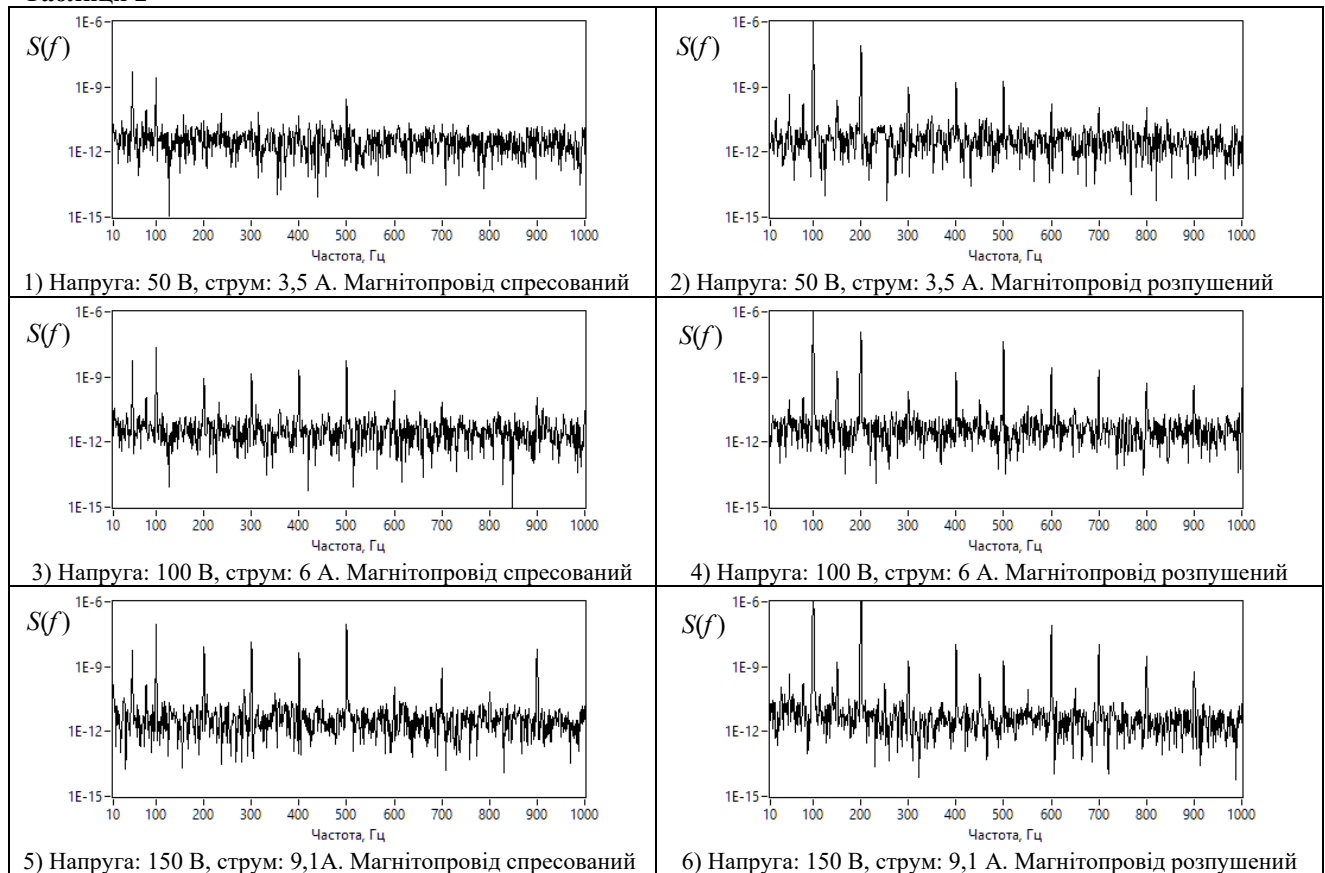 S(f)
1E-6
1E-9
1E-12
1E-15
10 100 200 300 400 500 600 700 800 900 1000
Частота, Гц
1) Напруга: 50 В, струм: 3,5 А. Магнітопровід спресований
S(f)
1E-6
1E-9
1E-12
1E-15
10 100 200 300 400 500 600 700 800 900 1000
Частота, Гц
2) Напруга: 50 В, струм: 3,5 А. Магнітопровід розпушений
S(f)
1E-6
1E-9
1E-12
1E-15
10 100 200 300 400 500 600 700 800 900 1000
Частота, Гц
3) Напруга: 100 В, струм: 6 А. Магнітопровід спресований
S(f)
1E-6
1E-9
1E-12
1E-15
10 100 200 300 400 500 600 700 800 900 1000
Частота, Гц
4) Напруга: 100 В, струм: 6 А. Магнітопровід розпушений
S(f)
1E-6
1E-9
1E-12
1E-15
10 100 200 300 400 500 600 700 800 900 1000
Частота, Гц
5) Напруга: 150 В, струм: 9,1А. Магнітопровід спресований
S(f)
1E-6
1E-9
1E-12
1E-15
10 100 200 300 400 500 600 700 800 900 1000
Частота, Гц
6) Напруга: 150 В, струм: 9,1 А. Магнітопровід розпушений